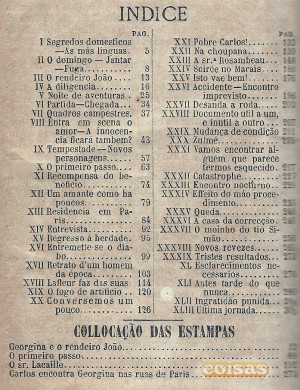 INDICE
PAG.
I Segredos domesticos
—As más linguas. 5
II O domingo — Jantar
—Fuga. 8
III O rendeiro João. 13
IV A diligencia 16
V Noite de aventuras. 25
VI Partida—Chegada. 34
VII Quadros campestres. 37
VIII Entra em scena o
amor—A innocen-
cia ficará tambem? 43
IX Tempestade — Novos
personagens 57
X O primeiro passo. 63
XI Recompensa do be-
neficio 74
XII Um amante como ha
poucos. 79
XIII Residencia em Pa-
ris. 84
XIV Entrevista 92
XV Regresso á herdade. 95
XVI Entremette se o dia-
bo. 99
XVII Retrato d'um homem
da epoca. 103
XVIII Lafleur faz das suas 114
XIX O fogo de artificio. 120
XX Conversemos um
pouco 126
PAG.
XXI Pobre Carlos!
XXII Na choupana.
XXIII A sr.ª Rosambeau
XXIV Soirée no Marais
XXV Isto vae bem!
XXVI Accidente—Encontro
imprevisto
XXVII Desanda a roda.
XXVIII Documento util a um,
e inutil a outro
XXIX Mudança de condição
XXX Zulmé
XXXI Vamos encontrar al-
guem que parece
termos esquecido.
XXXII Catastrophe.
XXXIII Encontro nocturno.
XXXIV Effeito do máo proce-
dimento.
XXXV Queda.
XXXVI A casa da correcção.
XXXVII O moinho do tio Si-
mão.
XXXVIII Novos revezes.
XXXIX Tristes resultados.
XL Esclarecimentos ne-
cessarios.
XLI Antes tarde do que
nunca.
XLII Ingratidão punida.
XLIII Ultima jornada.
COLLOCAÇÃO DAS ESTAMPAS
Georgina e o rendeiro João
O primeiro passo
O sr. Lacaille
Carlos encontra Georgina nas ruas de Paris
coisas